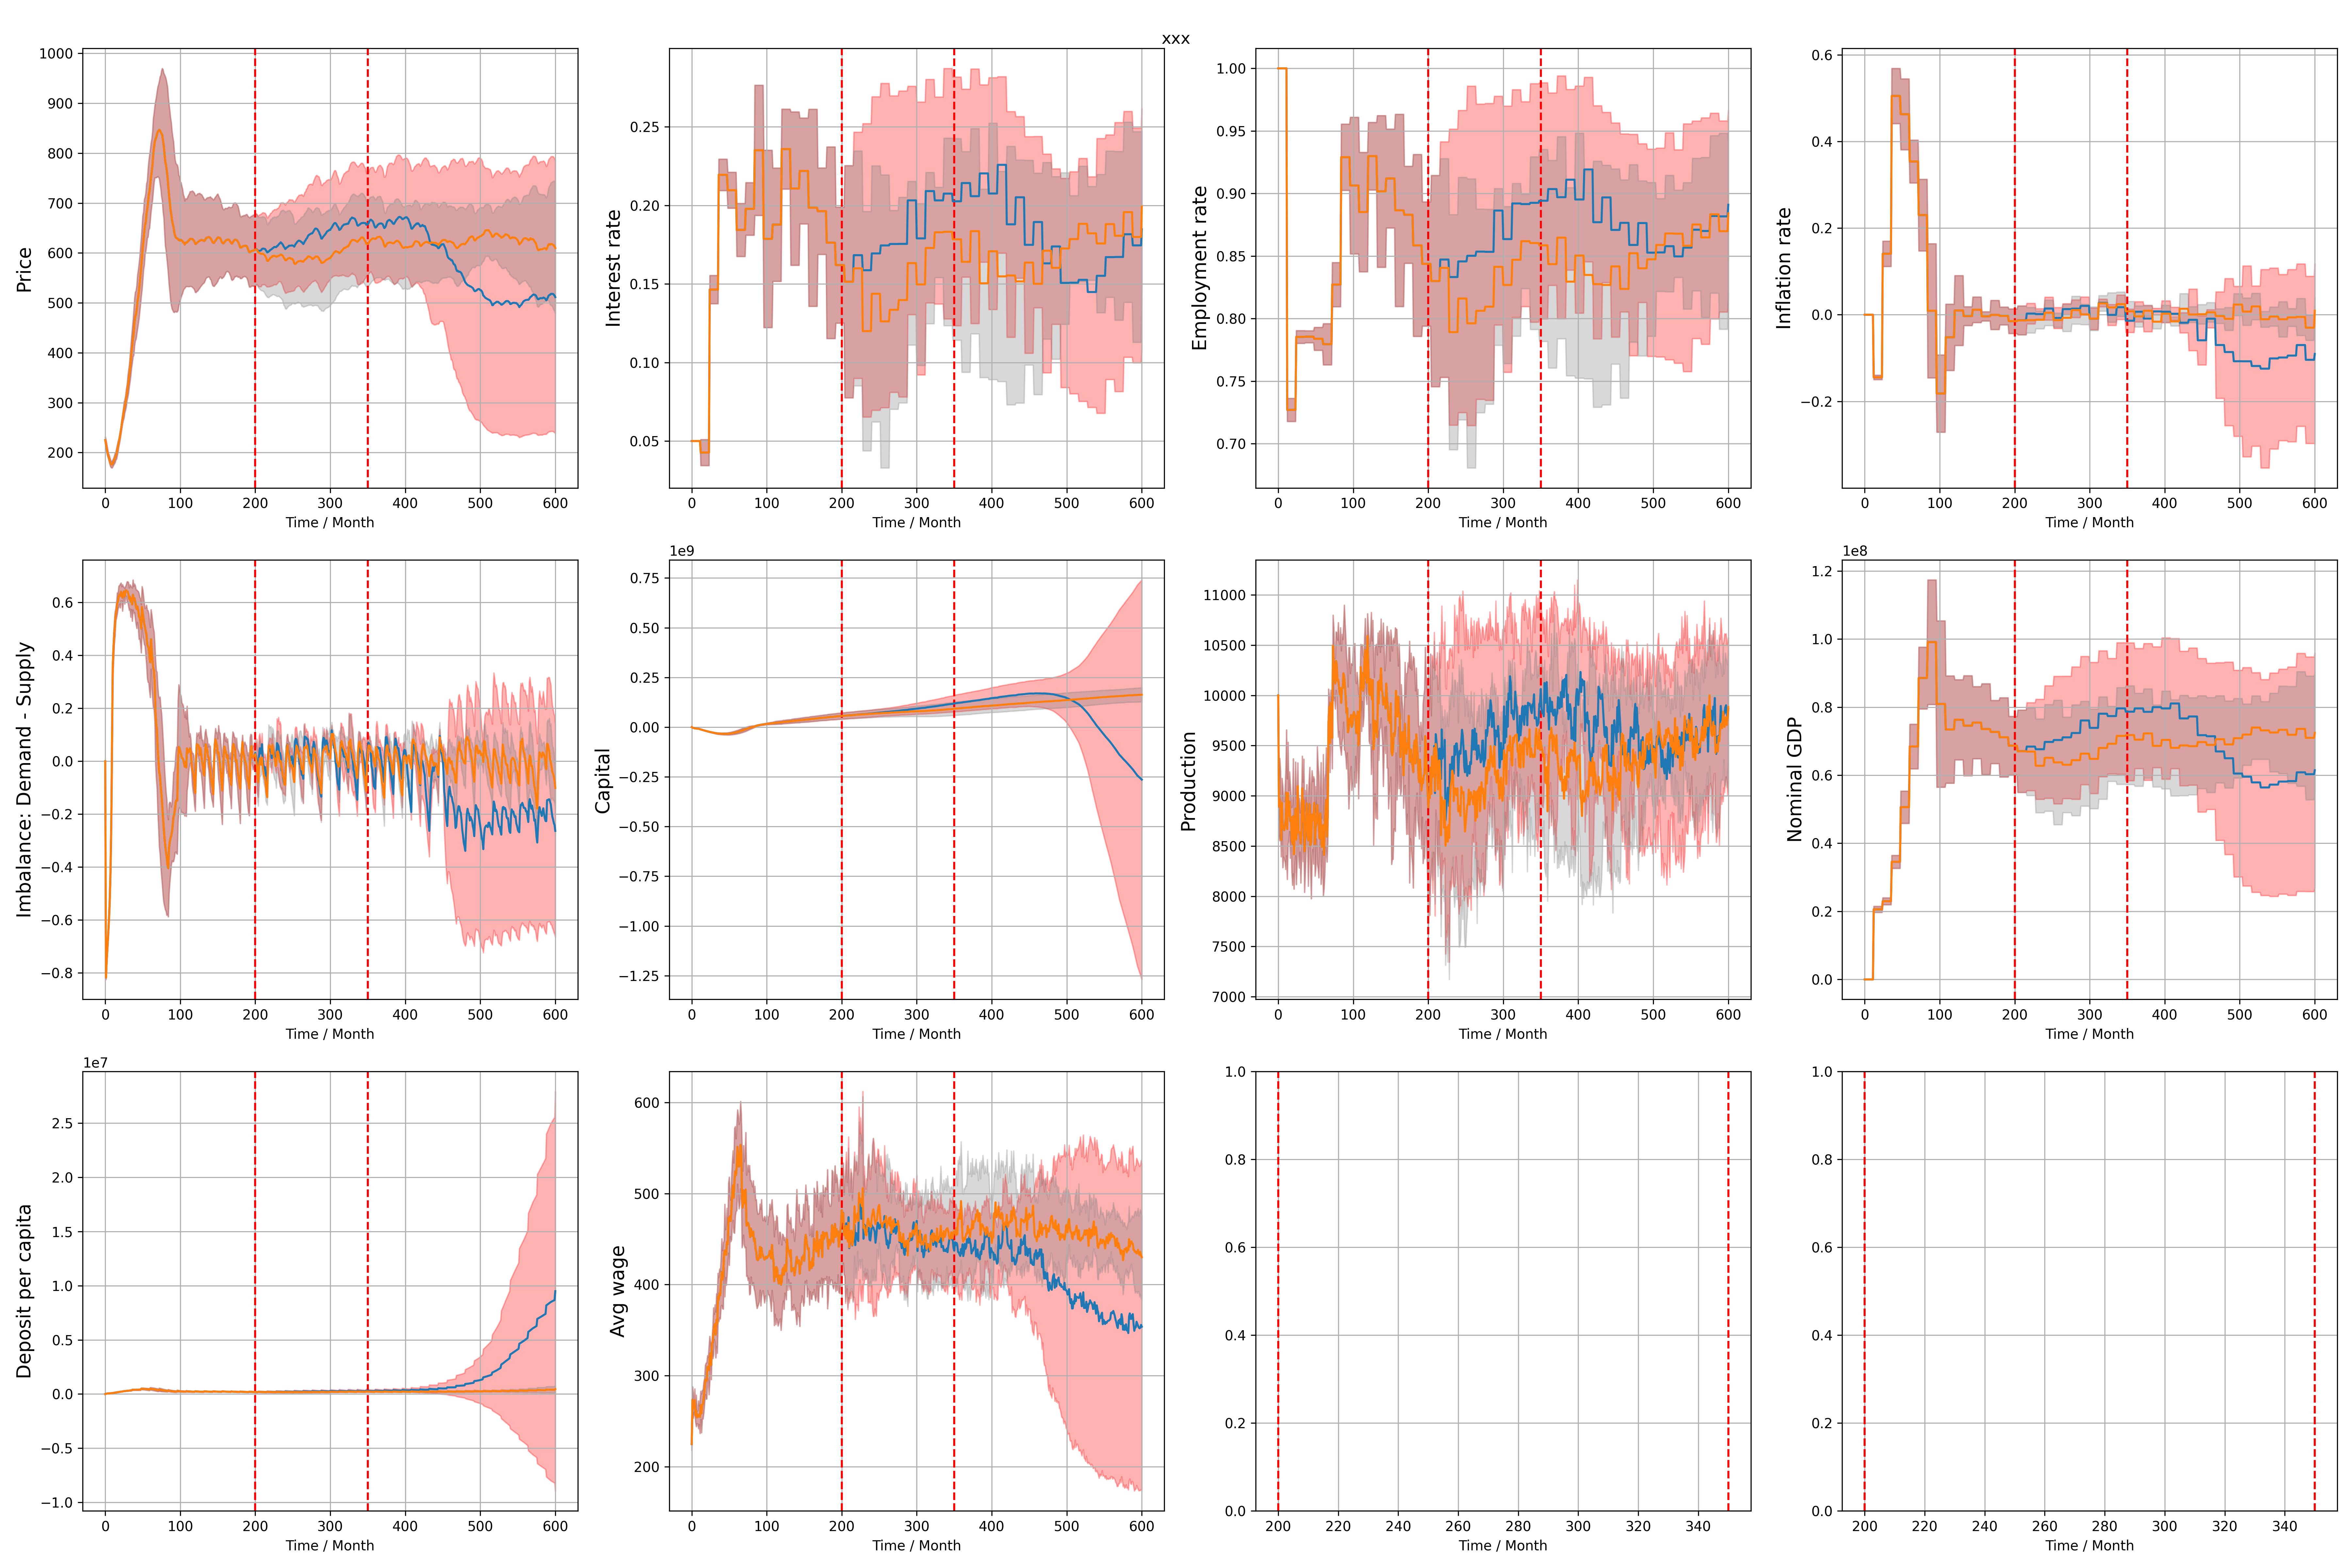 xxx
Price
1000
900
800
700
600
500
400
300
200
0 100 200 300 400 500 600
Time / Month
Interest rate
0.25
0.20
0.15
0.10
0.05
0 100 200 300 400 500 600
Time / Month
Employment rate
1.00
0.95
0.90
0.85
0.80
0.75
0.70
0 100 200 300 400 500 600
Time / Month
Inflation rate
0.6
0.4
0.2
0.0
−0.2
0 100 200 300 400 500 600
Time / Month
Imbalance: Demand - Supply
0.6
0.4
0.2
0.0
−0.2
−0.4
−0.6
−0.8
0 100 200 300 400 500 600
Time / Month
1e9
Capital
0.75
0.50
0.25
0.00
−0.25
−0.50
−0.75
−1.00
−1.25
0 100 200 300 400 500 600
Time / Month
Production
11000
10500
10000
9500
9000
8500
8000
7500
7000
0 100 200 300 400 500 600
Time / Month
1e8
Nominal GDP
1.2
1.0
0.8
0.6
0.4
0.2
0.0
0 100 200 300 400 500 600
Time / Month
1e7
Deposit per capita
2.5
2.0
1.5
1.0
0.5
0.0
−0.5
−1.0
0 100 200 300 400 500 600
Time / Month
Avg wage
600
500
400
300
200
0 100 200 300 400 500 600
Time / Month
1.0
0.8
0.6
0.4
0.2
0.0
200 220 240 260 280 300 320 340
Time / Month
1.0
0.8
0.6
0.4
0.2
0.0
200 220 240 260 280 300 320 340
Time / Month